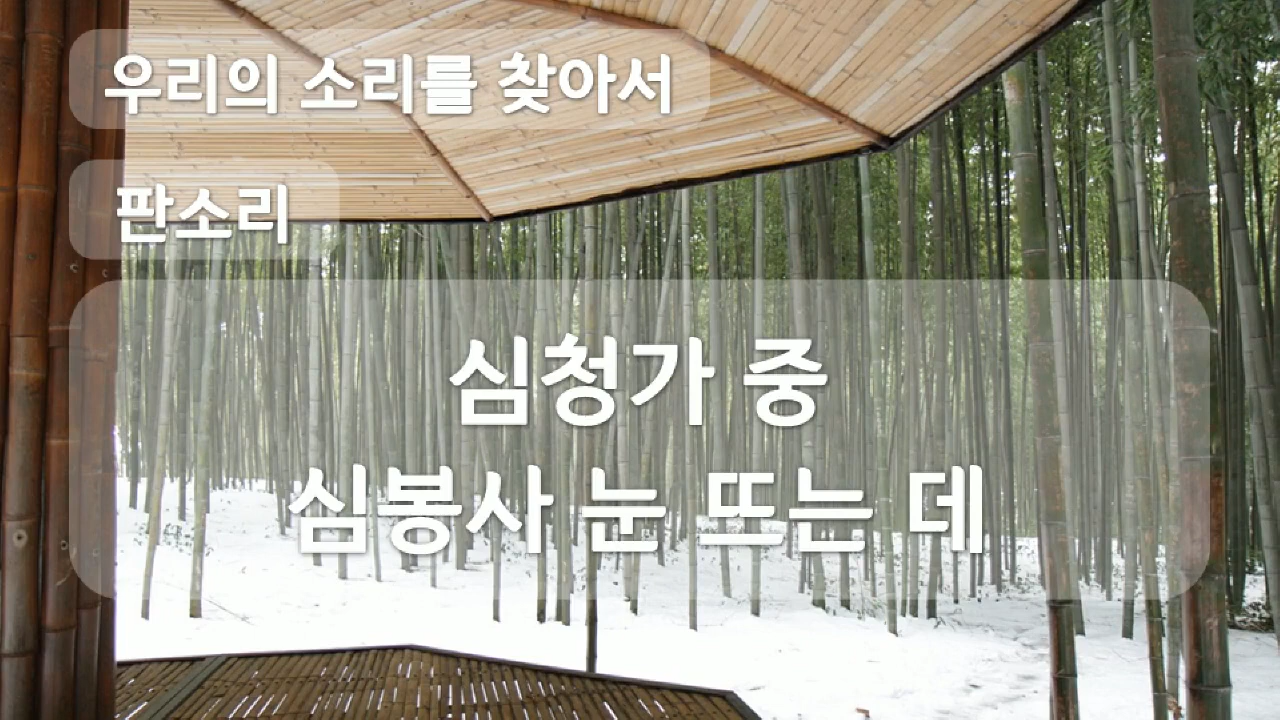 우리의 소리를 찾아서
판소리
심청가 중
심봉사 눈 뜨는 데